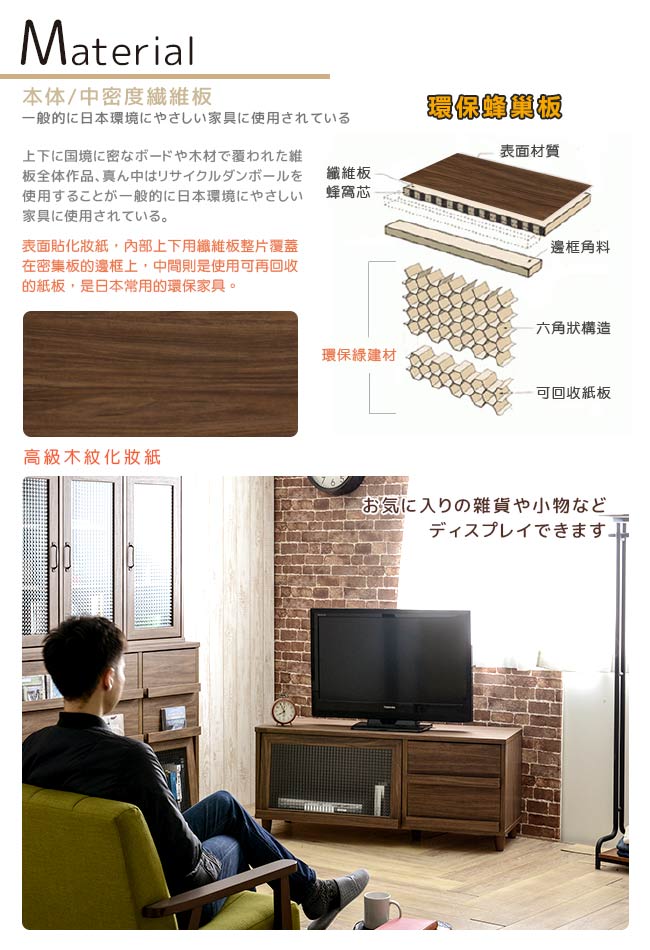 Material
本体/中密度繊維板
一般的に日本環境にやさしい家具に使用されている
上下に国境に密なボードや木材で覆われた維
板全体作品、真ん中はリサイクルダンボールを
使用することが一般的に日本環境にやさしい
家具に使用されている。
表面貼化妝紙，內部上下用纖維板整片覆蓋
在密集板的邊框上，中間則是使用可再回收
的紙板，是日本常用的環保家具。
高級木紋化妝紙
環保蜂巢板
表面材質
纖維板
蜂窩芯
邊框角料
六角狀構造
環保綠建材
可回收紙板
お気に入りの雜貨や小物など
ディスプレイできます
TOSHIBA